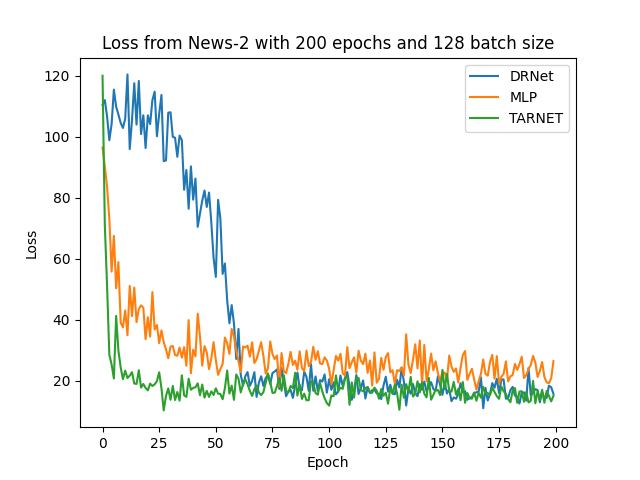 Loss from News-2 with 200 epochs and 128 batch size
DRNet
MLP
TARNET
120
100
80
60
40
20
Loss
0 25 50 75 100 125 150 175 200
Epoch